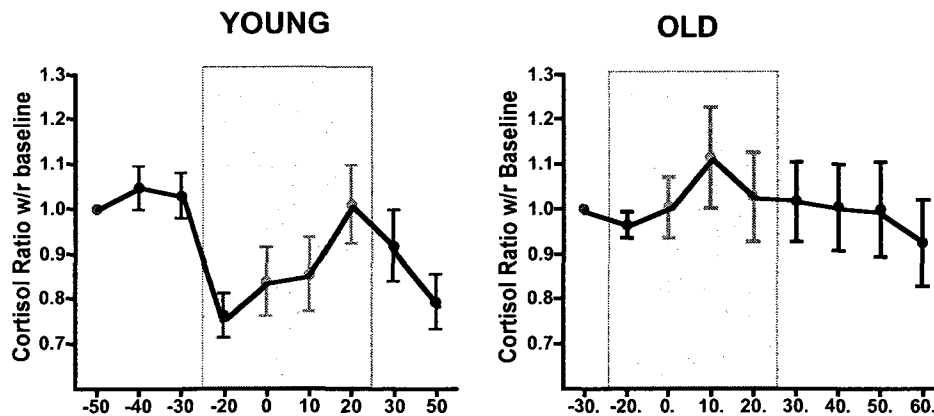 YOUNG
Cortisol Ratio w/r baseline
1.3
1.2
1.1
1.0
0.9
0.8
0.7
-50 -40 -30 -20 0 10 20 30 50
OLD
Cortisol Ratio w/r Baseline
1.3
1.2
1.1
1.0
0.9
0.8
0.7
-30. -20. 0. 10. 20. 30. 40. 50. 60.